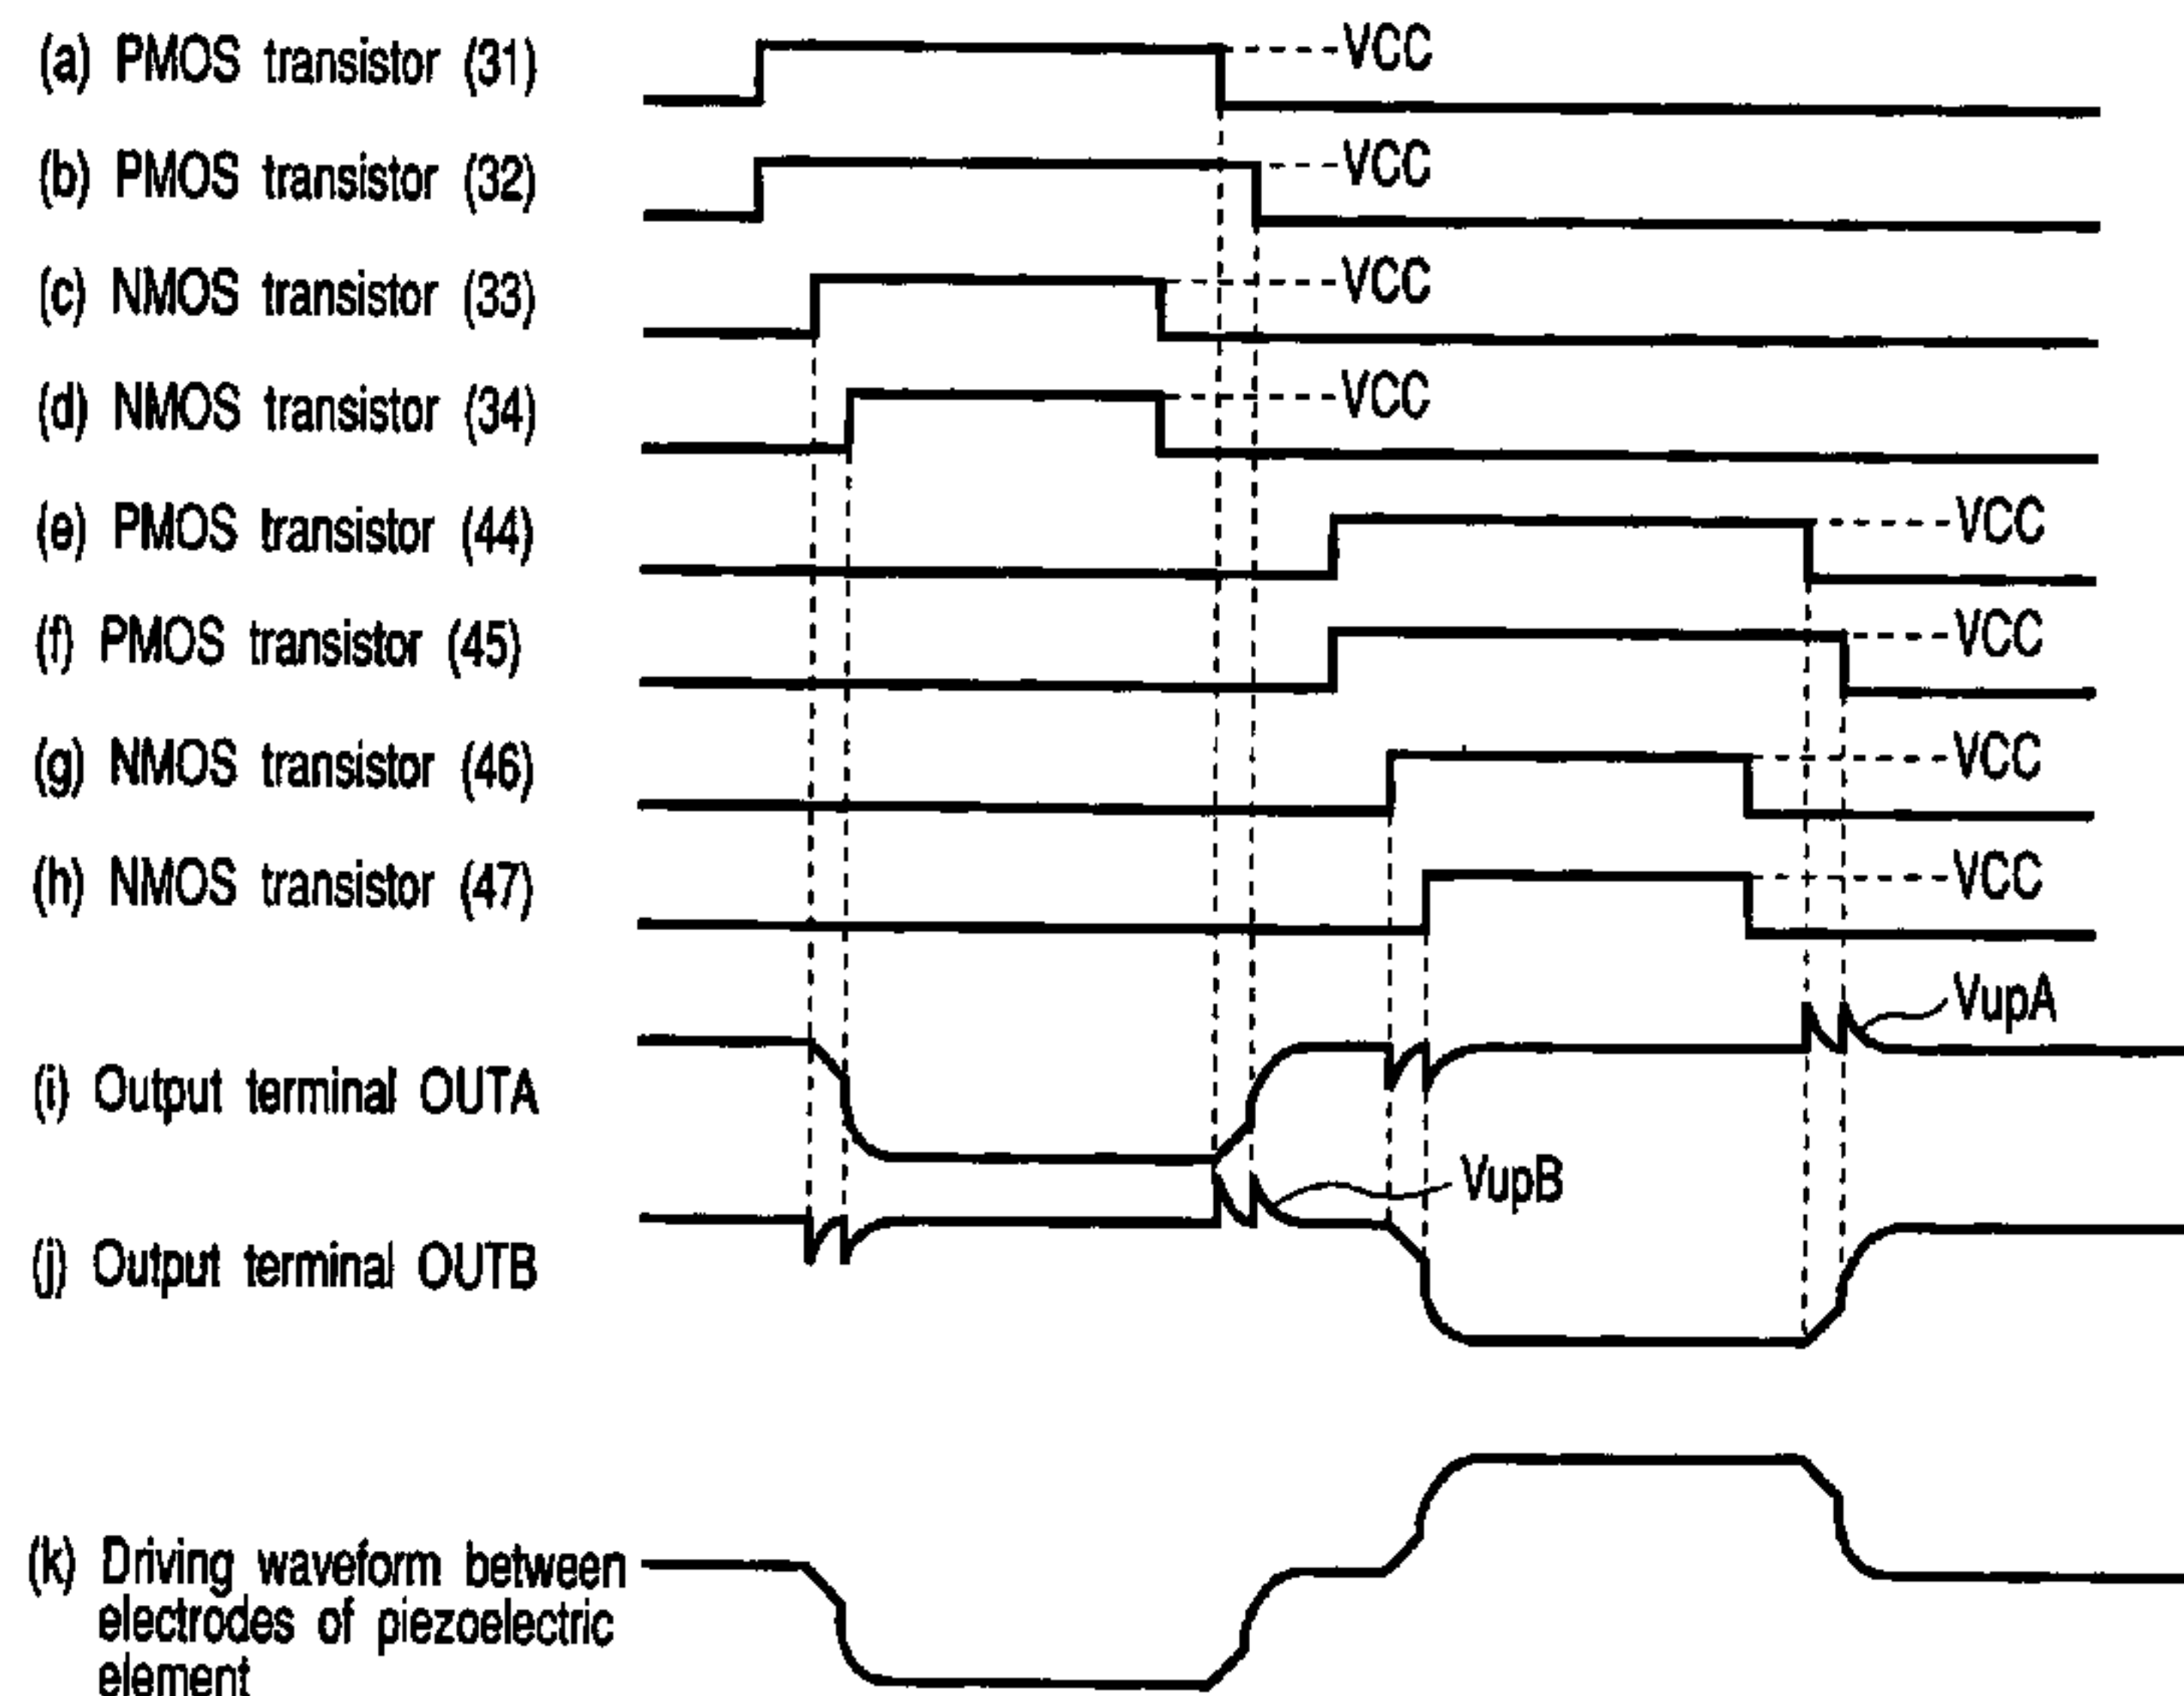 (a) PMOS transistor (31)
VCC
(b) PMOS transistor (32)
VCC
(c) NMOS transistor (33)
VCC
(d) NMOS transistor (34)
VCC
(e) PMOS transistor (44)
VCC
(f) PMOS transistor (45)
VCC
(g) NMOS transistor (46)
VCC
(h) NMOS transistor (47)
VCC
VupA
(i) Output terminal OUTA
VupB
(j) Output terminal OUTB
(k) Driving waveform between
electrodes of piezoelectric
element